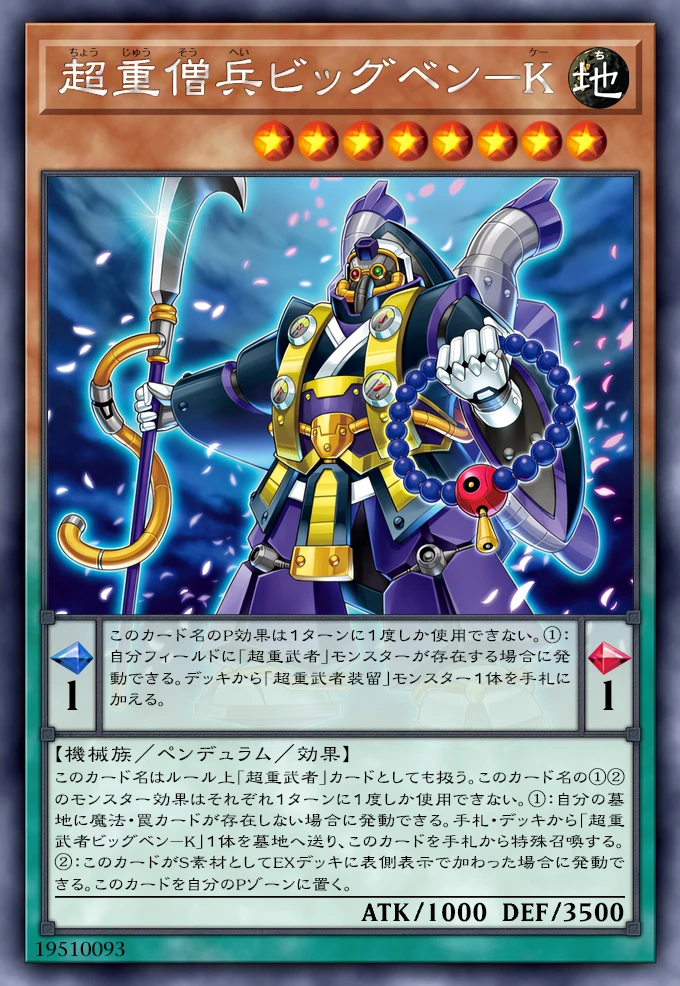 ちょう じゅう そう へい ケー
超重僧兵ビッグベン－K
ち
地
このカード名のP効果は1ターンに1度しか使用できない。①：
自分フィールドに「超重武者」モンスターが存在する場合に発
動できる。デッキから「超重武者装留」モンスター1体を手札に
加える。
1
1
【機械族／ペンデュラム／効果】
このカード名はルール上「超重武者」カードとしても扱う。このカード名の①②
のモンスター効果はそれぞれ1ターンに1度しか使用できない。①：自分の墓
地に魔法・罠カードが存在しない場合に発動できる。手札・デッキから「超重
武者ビッグベン－K」1体を墓地へ送り、このカードを手札から特殊召喚する。
②：このカードがS素材としてEXデッキに表側表示で加わった場合に発動で
きる。このカードを自分のPゾーンに置く。
ATK/1000 DEF/3500
19510093